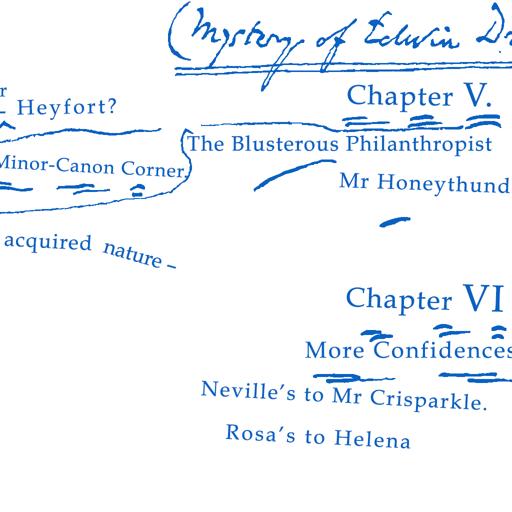 (Mystery of Edwin
Chapter V.
Heyfort?
The Blusterous Philanthropist
Minor-Canon Corner.
Mr Honeythund
acquired nature –
Chapter VI
More Confidences
Neville's to Mr Crisparkle.
Rosa's to Helena